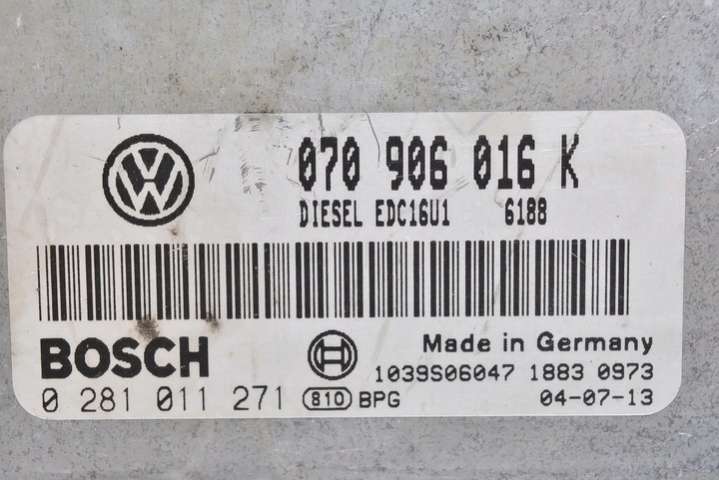 070 906 016 K
DIESEL EDC16U1 6188
BOSCH
Made in Germany
1039S06047 1883 0973
0 281 011 271 810 BPG 04-07-13